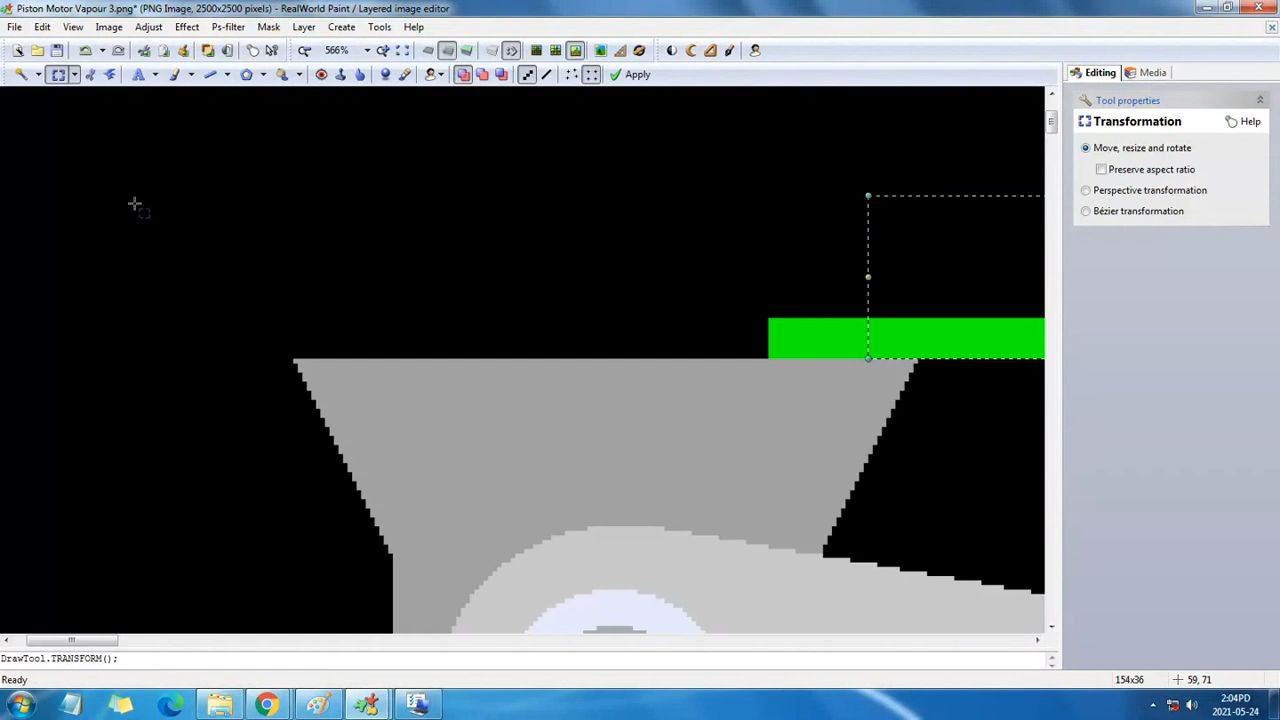 Piston Motor Vapour 3.png* (PNG Image, 2500x2500 pixels) - RealWorld Paint / Layered image editor
File Edit View Image Adjust Effect Ps-filter Mask Layer Create Tools Help
566%
Apply
Editing Media
Tool properties
Transformation Help
Move, resize and rotate
Preserve aspect ratio
Perspective transformation
Bézier transformation
DrawTool.TRANSFORM();
Ready 154x36 59, 71
2:04PD
2021-05-24